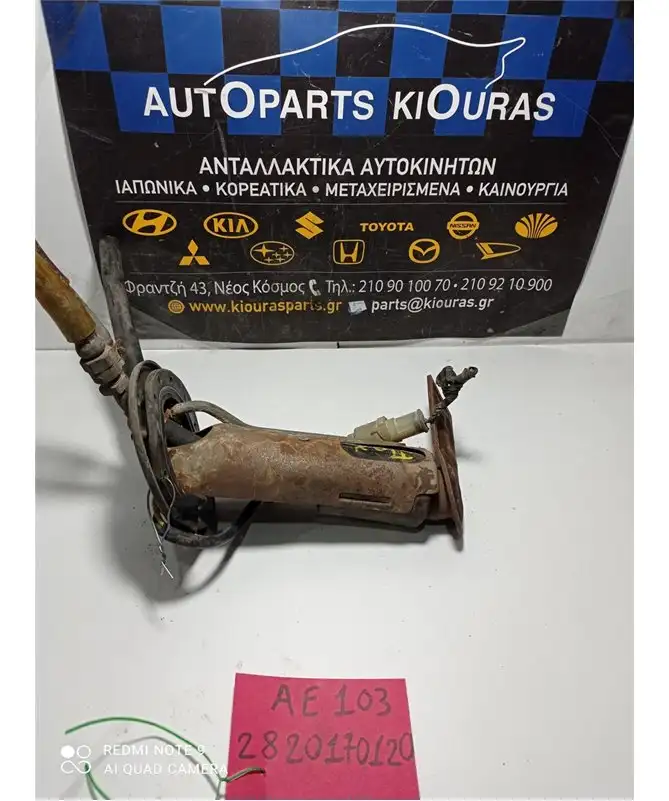 AUTOPARTS KIOURAS
ΑΝΤΑΛΛΑΚΤΙΚΑ ΑΥΤΟΚΙΝΗΤΩΝ
ΙΑΠΩΝΙΚΑ • ΚΟΡΕΑΤΙΚΑ • ΜΕΤΑΧΕΙΡΙΣΜΕΝΑ • ΚΑΙΝΟΥΡΓΙΑ
KIA TOYOTA NISSAN
SUBARU
Φραντζή 43, Νέος Κόσμος Τηλ.: 210 90 100 70 • 210 92 10 900
www.kiourasparts.gr parts@kiouras.gr
AE 103
2820170120
REDMI NOTE 9
AI QUAD CAMERA